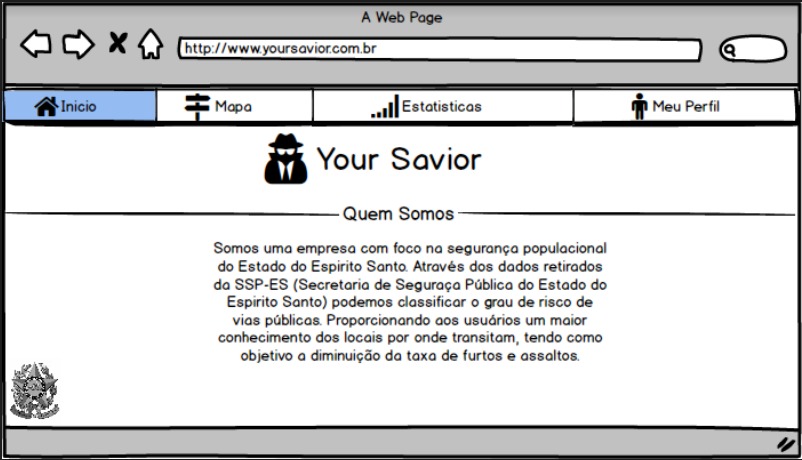 A Web Page
http://www.yoursavior.com.br
Inicio
Mapa
Estatisticas
Meu Perfil
Your Savior
Quem Somos
Somos uma empresa com foco na segurança populacional
do Estado do Espirito Santo. Através dos dados retirados
da SSP-ES (Secretaria de Seguraça Pública do Estado do
Espirito Santo) podemos classificar o grau de risco de
vias públicas. Proporcionando aos usuários um maior
conhecimento dos locais por onde transitam, tendo como
objetivo a diminuição da taxa de furtos e assaltos.